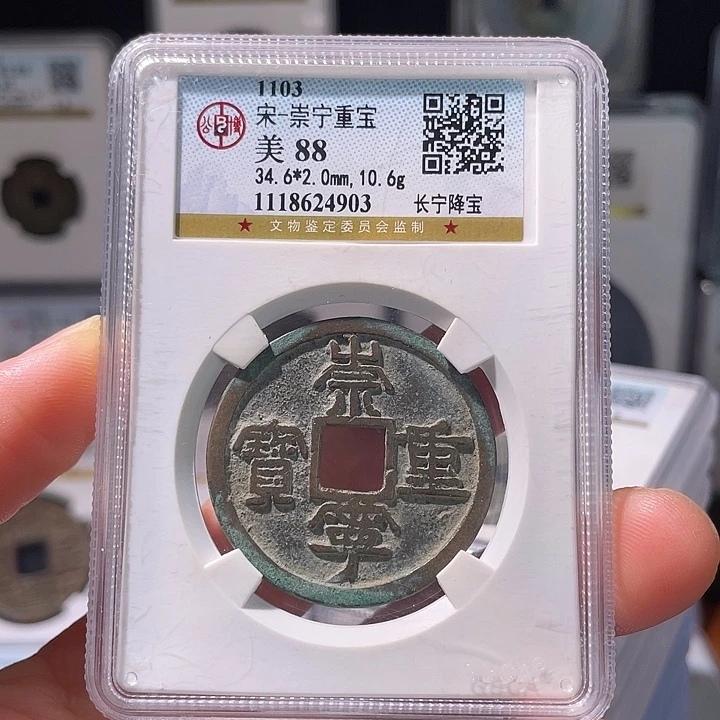 1103
宋-崇宁重宝
美 88
34.6*2.0mm,10.6g
1118624903 长宁降宝
★ 文物鉴定委员会监制 ★
崇
寶 重
寧